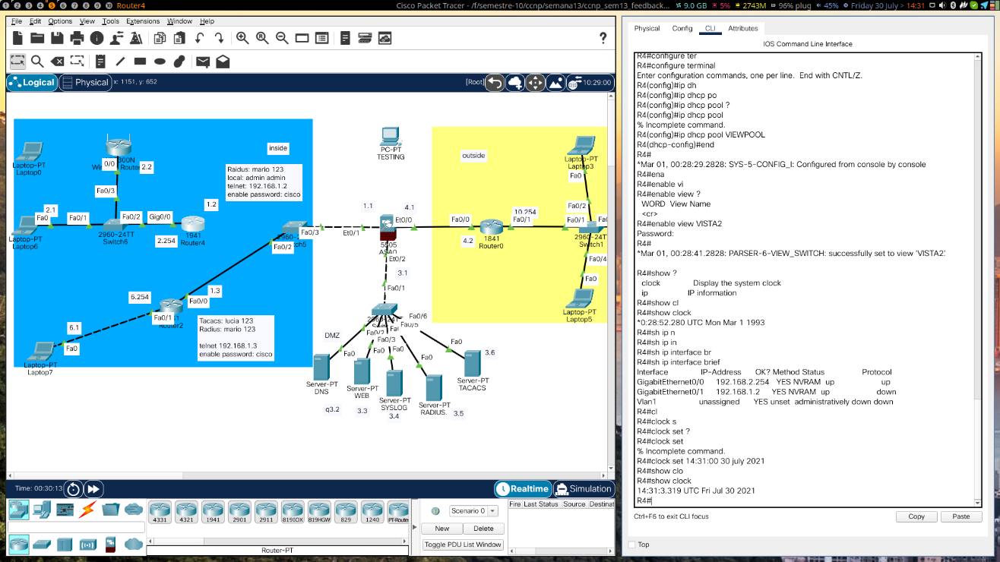 1 2 3 4 5 6 7 8 9 10 Router4
Cisco Packet Tracer - /f/semestre-10/ccnp/semana13/ccnp_sem13_feedback...
9.0 GB 5% 2743M 96% plug 45% Friday 30 July > 14:31
File Edit Options View Tools Extensions Window Help
?
Logical Physical x: 1151, y: 652
[Root] 10:29:00
inside
outside
PC-PT
TESTING
Raidus: mario 123
local: admin admin
telnet: 192.168.1.2
enable password: cisco
Laptop-PT
Laptop0
300N
0/0
2.2
Fa0/3
2.1
Fa0
Fa0/1
Fa0/2
Gig0/0
1.2
Laptop-PT
Laptop6
2960-24TT
Switch6
2.254
1941
Router4
Fa0/3
Fa0/2
1.1
4.1
Et0/1
Et0/0
5505
Et0/2
Fa0/0
10.254
Fa0/1
4.2
1841
Router0
Laptop-PT
Laptop3
Fa0
Fa0/2
Fa0/1
2960-24TT
Switch1
Fa0/4
Fa0
Laptop-PT
Laptop5
3.1
Fa0/1
6.254
1.3
Fa0/0
Fa0/1
Router2
6.1
Fa0
Laptop-PT
Laptop7
Tacacs: lucia 123
Radius: mario 123
telnet 192.168.1.3
enable password: cisco
Fa0/6
Fa0/5
Fa0/2
Fa0/3
DMZ
Fa0
Fa0
Fa0
Fa0
Fa0
3.6
Server-PT
DNS
Server-PT
WEB
Server-PT
SYSLOG
Server-PT
RADIUS.
Server-PT
TACACS
q3.2
3.3
3.4
3.5
Time: 00:30:13
Realtime Simulation
4331 4321 1941 2901 2911 819IOX 819HGW 829 1240 PT-Route
Router-PT
Scenario 0
New Delete
Toggle PDU List Window
Fire Last Status Source Destinat
Physical Config CLI Attributes
IOS Command Line Interface
R4#configure ter
R4#configure terminal
Enter configuration commands, one per line. End with CNTL/Z.
R4(config)#ip dh
R4(config)#ip dhcp po
R4(config)#ip dhcp pool ?
R4(config)#ip dhcp pool
% Incomplete command.
R4(config)#ip dhcp pool VIEWPOOL
R4(dhcp-config)#end
R4#
*Mar 01, 00:28:29.2828: SYS-5-CONFIG_I: Configured from console by console
R4#ena
R4#enable vi
R4#enable view ?
WORD View Name
<cr>
R4#enable view VISTA2
Password:
R4#
*Mar 01, 00:28:41.2828: PARSER-6-VIEW_SWITCH: successfully set to view 'VISTA2'.
R4#show ?
clock Display the system clock
ip IP information
R4#show cl
R4#show clock
*0:28:52.280 UTC Mon Mar 1 1993
R4#sh ip n
R4#sh ip in
R4#sh ip interface br
R4#sh ip interface brief
Interface IP-Address OK? Method Status Protocol
GigabitEthernet0/0 192.168.2.254 YES NVRAM up up
GigabitEthernet0/1 192.168.1.2 YES NVRAM up down
Vlan1 unassigned YES unset administratively down down
R4#cl
R4#clock s
R4#clock set ?
R4#clock set
% Incomplete command.
R4#clock set 14:31:00 30 july 2021
R4#show clo
R4#show clock
14:31:3.319 UTC Fri Jul 30 2021
R4#
Ctrl+F6 to exit CLI focus
Copy Paste
Top